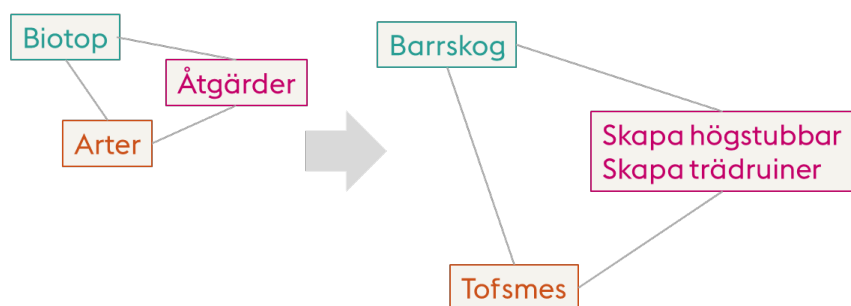 Biotop
Åtgärder
Arter
Barrskog
Skapa högstubbar
Skapa trädruiner
Tofsmes